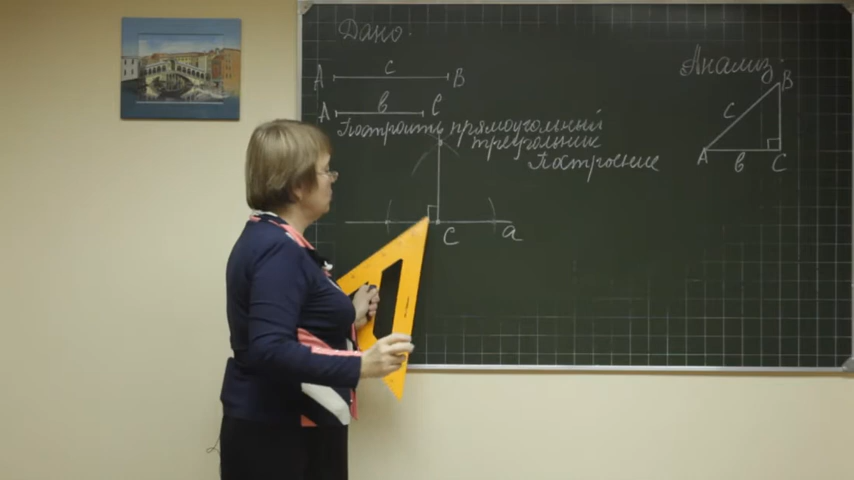 Дано.
A c B
A в C
Построить прямоугольный
треугольник
Построение
C a
Анализ.
B
c
A в C